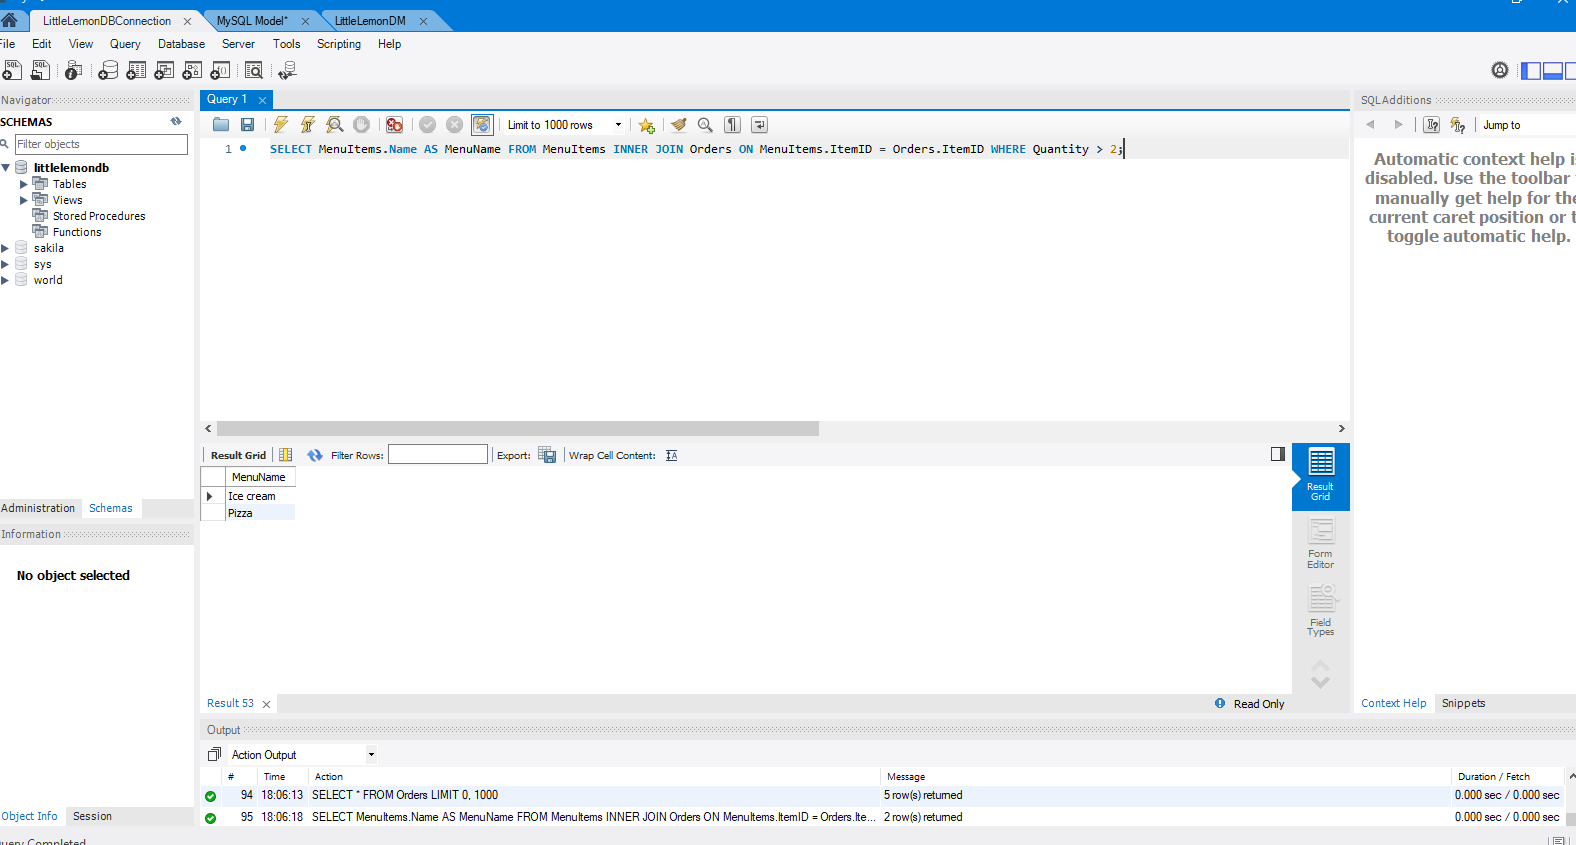 LittleLemonDBConnection
MySQL Model*
LittleLemonDM
File Edit View Query Database Server Tools Scripting Help
Navigator
SCHEMAS
Filter objects
littlelemondb
Tables
Views
Stored Procedures
Functions
sakila
sys
world
Administration Schemas
Information
No object selected
Object Info Session
Query Completed
Query 1
Limit to 1000 rows
1 SELECT MenuItems.Name AS MenuName FROM MenuItems INNER JOIN Orders ON MenuItems.ItemID = Orders.ItemID WHERE Quantity > 2;
Result Grid Filter Rows: Export: Wrap Cell Content:
MenuName
Ice cream
Pizza
Result
Grid
Form
Editor
Field
Types
Result 53
Read Only
Output
Action Output
# Time Action Message Duration / Fetch
94 18:06:13 SELECT * FROM Orders LIMIT 0, 1000 5 row(s) returned 0.000 sec / 0.000 sec
95 18:06:18 SELECT MenuItems.Name AS MenuName FROM MenuItems INNER JOIN Orders ON MenuItems.ItemID = Orders.Ite... 2 row(s) returned 0.000 sec / 0.000 sec
SQLAdditions
Jump to
Automatic context help is
disabled. Use the toolbar
manually get help for the
current caret position or
toggle automatic help.
Context Help Snippets